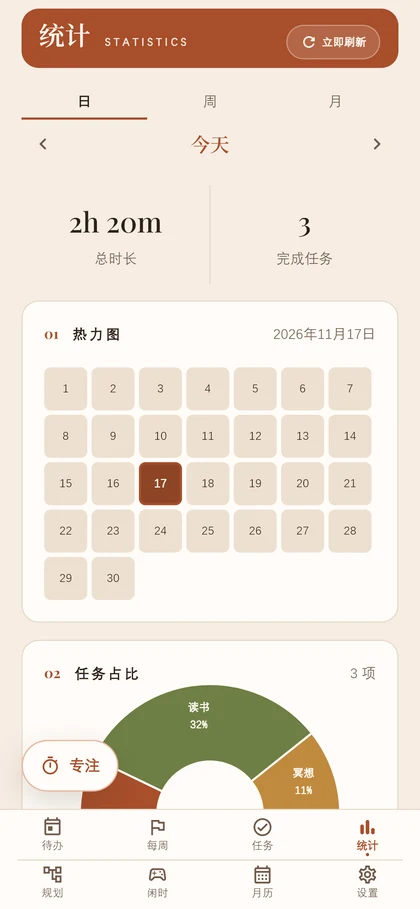 统计 STATISTICS 立即刷新
日 周 月
今天
2h 20m 3
总时长 完成任务
01 热力图 2026年11月17日
1 2 3 4 5 6 7
8 9 10 11 12 13 14
15 16 17 18 19 20 21
22 23 24 25 26 27 28
29 30
02 任务占比 3 项
读书
32%
冥想
11%
专注
待办 每周 任务 统计
规划 闲时 月历 设置